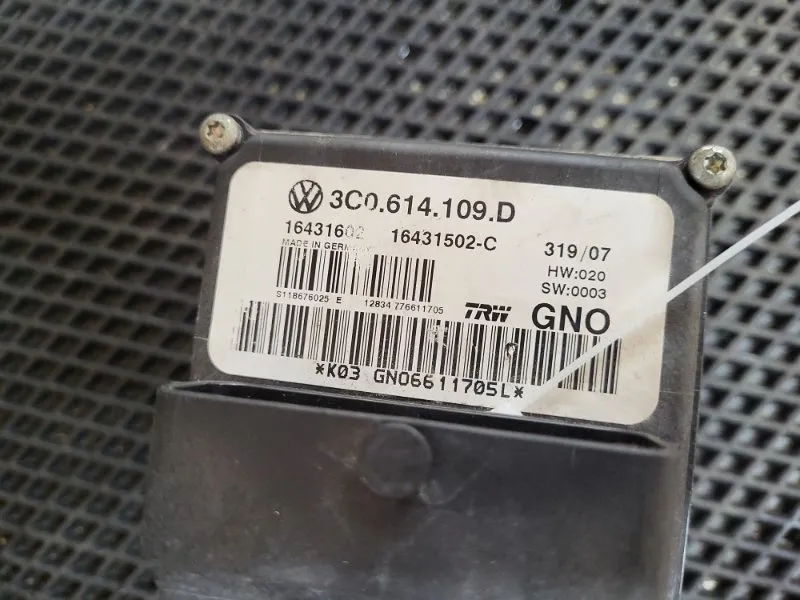 3C0.614.109.D
16431602 16431502-C 319/07
MADE IN GERMANY HW:020
SW:0003
S118676025 E 12834 776611705 TRW GNO
*K03 GNO6611705L*